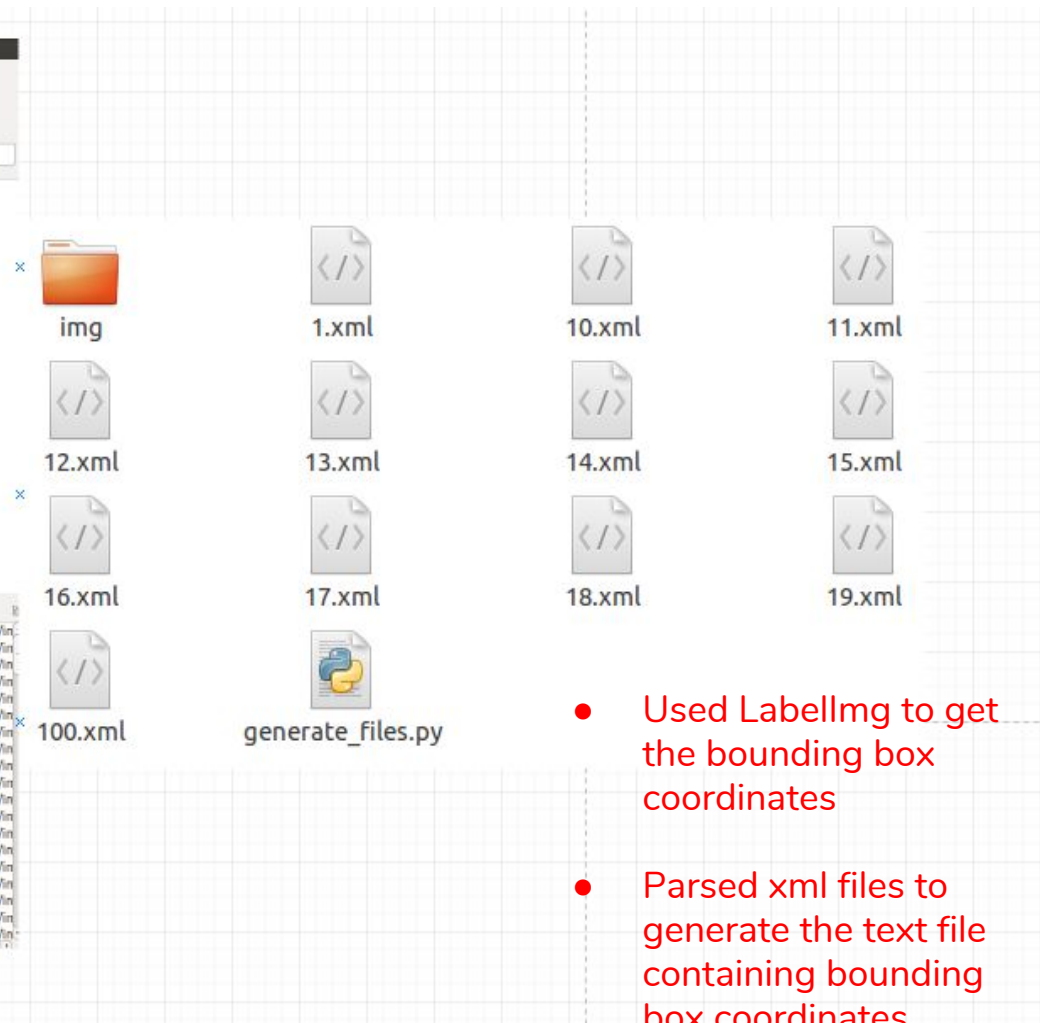 img
1.xml
10.xml
11.xml
12.xml
13.xml
14.xml
15.xml
16.xml
17.xml
18.xml
19.xml
100.xml
generate_files.py
● Used LabelImg to get
the bounding box
coordinates
● Parsed xml files to
generate the text file
containing bounding
box coordinates